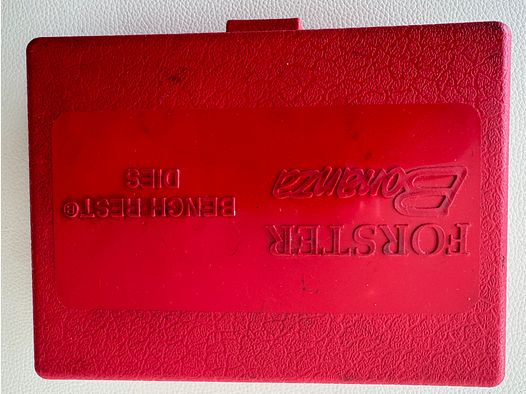 FORSTER
Bonanza
BENCH REST®
DIES